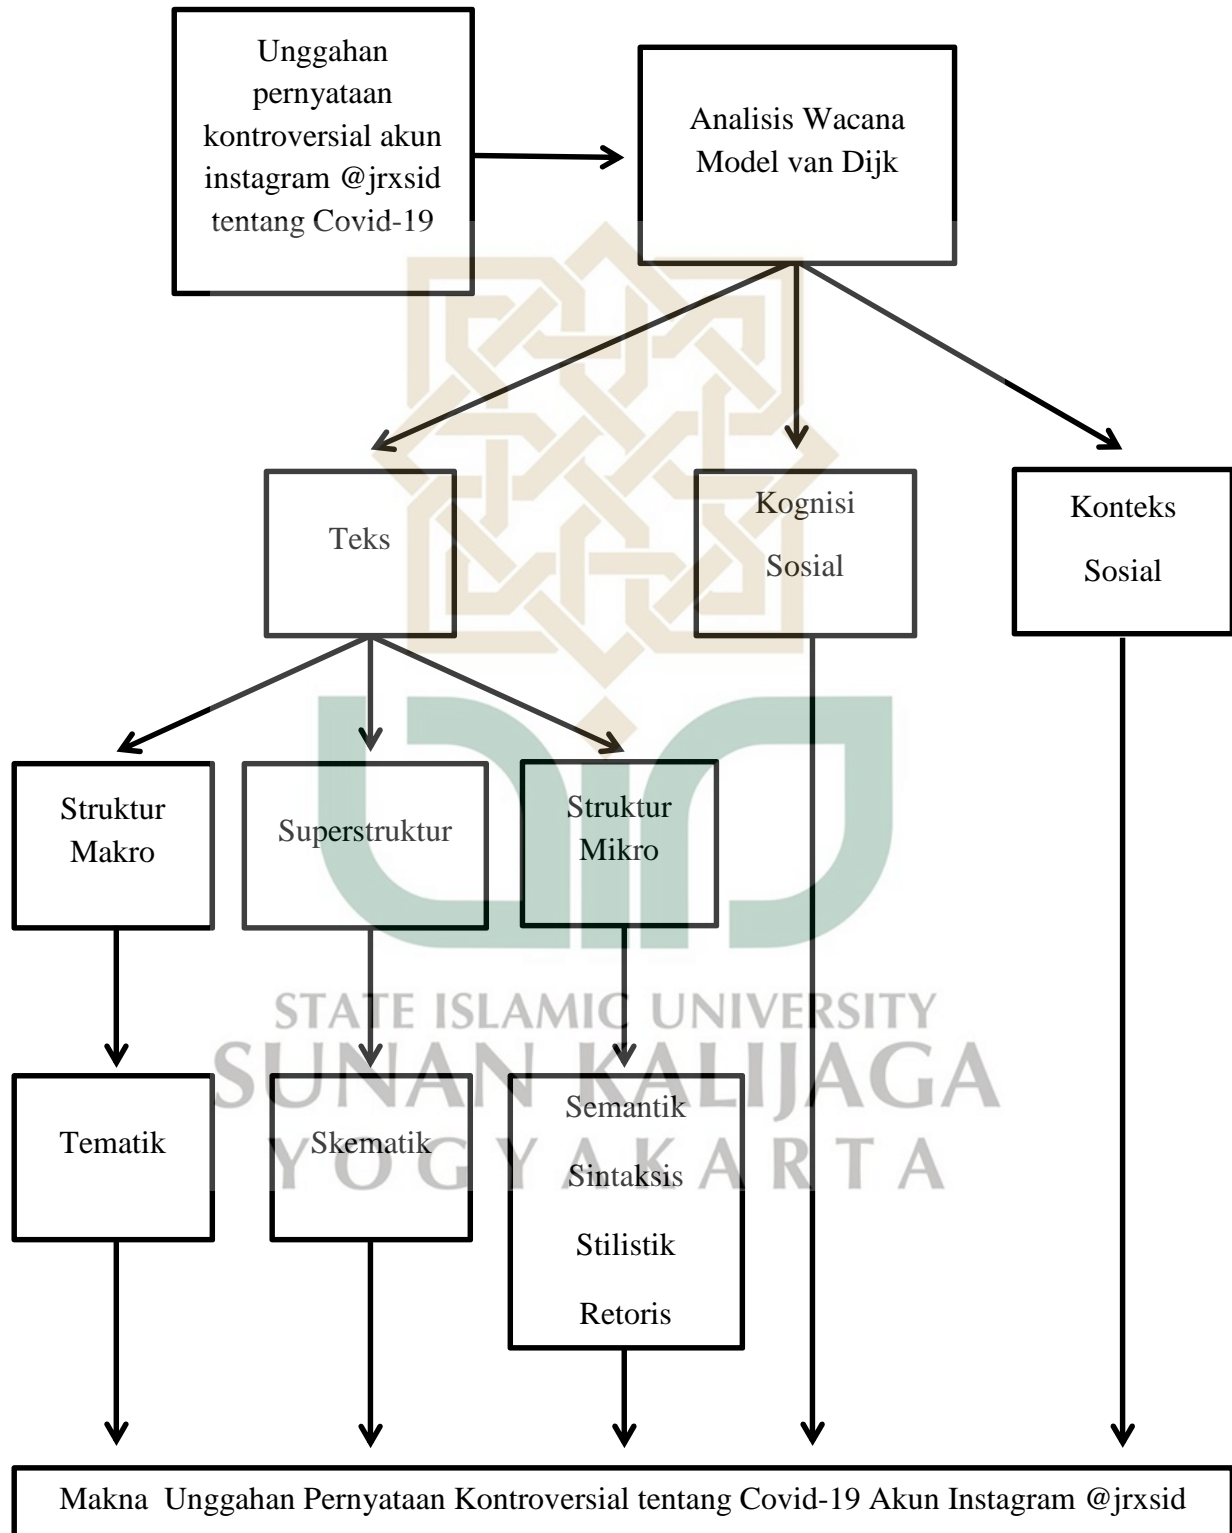 Unggahan
pernyataan
kontroversial akun
instagram @jrxsid
tentang Covid-19
Analisis Wacana
Model van Dijk
Teks
Kognisi
Sosial
Konteks
Sosial
Struktur
Makro
Superstruktur
Struktur
Mikro
STATE ISLAMIC UNIVERSITY
SUNAN KALIJAGA
YOGYAKARTA
Tematik
Skematik
Semantik
Sintaksis
Stilistik
Retoris
Makna Unggahan Pernyataan Kontroversial tentang Covid-19 Akun Instagram @jrxsid